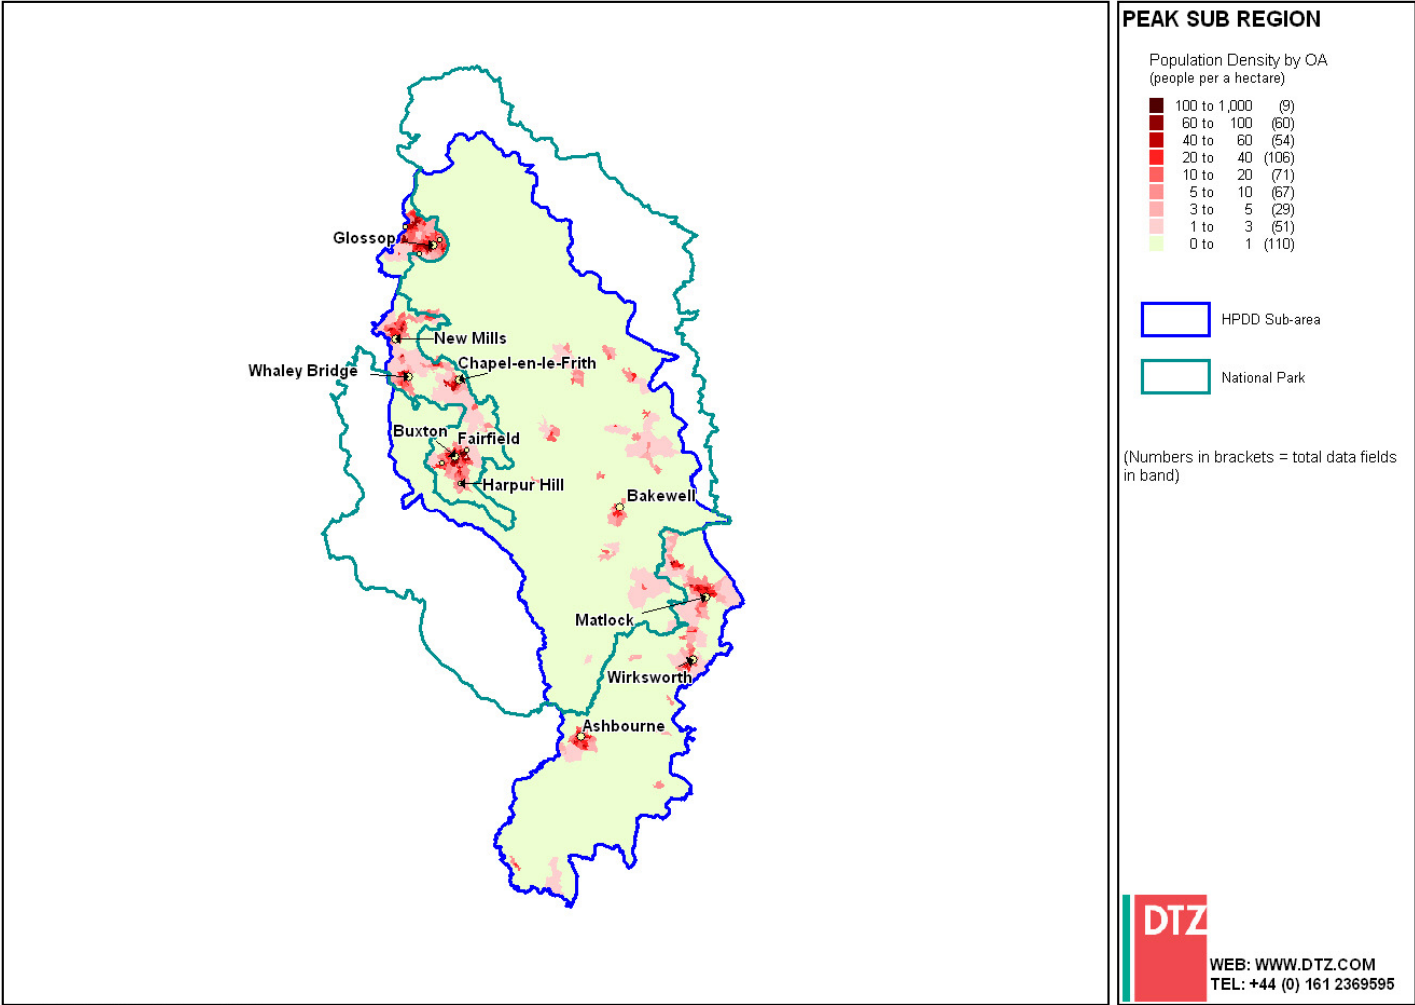 PEAK SUB REGION
Population Density by OA
(people per a hectare)
100 to 1,000 (9)
60 to 100 (60)
40 to 60 (54)
20 to 40 (106)
10 to 20 (71)
5 to 10 (67)
3 to 5 (29)
1 to 3 (51)
0 to 1 (110)
HPDD Sub-area
National Park
(Numbers in brackets = total data fields
in band)
Glossop
New Mills
Chapel-en-le-Frith
Whaley Bridge
Buxton
Fairfield
Harpur Hill
Bakewell
Matlock
Wirksworth
Ashbourne
DTZ
WEB: WWW.DTZ.COM
TEL: +44 (0) 161 2369595